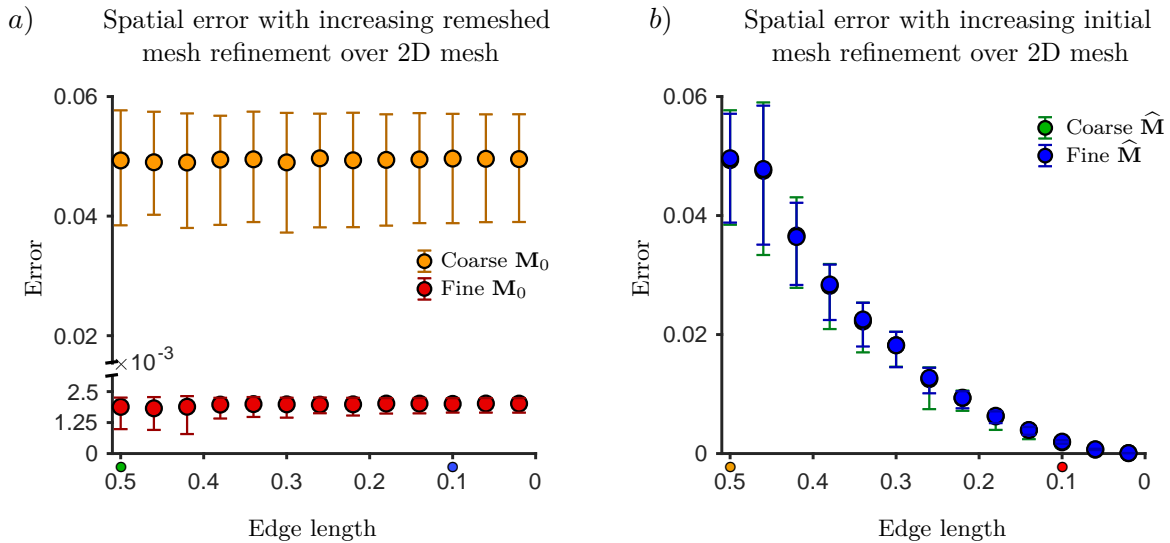 a)
Spatial error with increasing remeshed
mesh refinement over 2D mesh
0.06
0.04
0.02
×10⁻³
2.5
1.25
0
Error
Coarse M₀
Fine M₀
0.5
0.4
0.3
0.2
0.1
0
Edge length
b)
Spatial error with increasing initial
mesh refinement over 2D mesh
0.06
0.04
0.02
0
Error
Coarse M̂
Fine M̂
0.5
0.4
0.3
0.2
0.1
0
Edge length